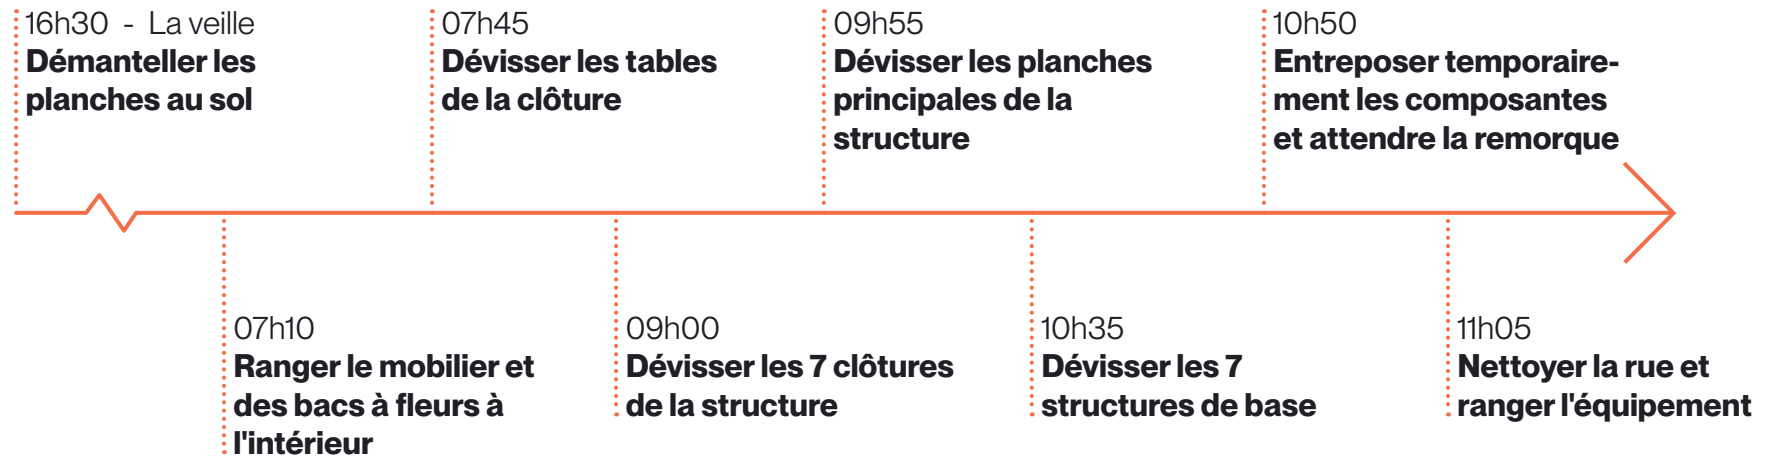 16h30 - La veille
Démanteller les
planches au sol
07h10
Ranger le mobilier et
des bacs à fleurs à
l'intérieur
07h45
Dévisser les tables
de la clôture
09h00
Dévisser les 7 clôtures
de la structure
09h55
Dévisser les planches
principales de la
structure
10h35
Dévisser les 7
structures de base
10h50
Entreposer temporaire-
ment les composantes
et attendre la remorque
11h05
Nettoyer la rue et
ranger l'équipement